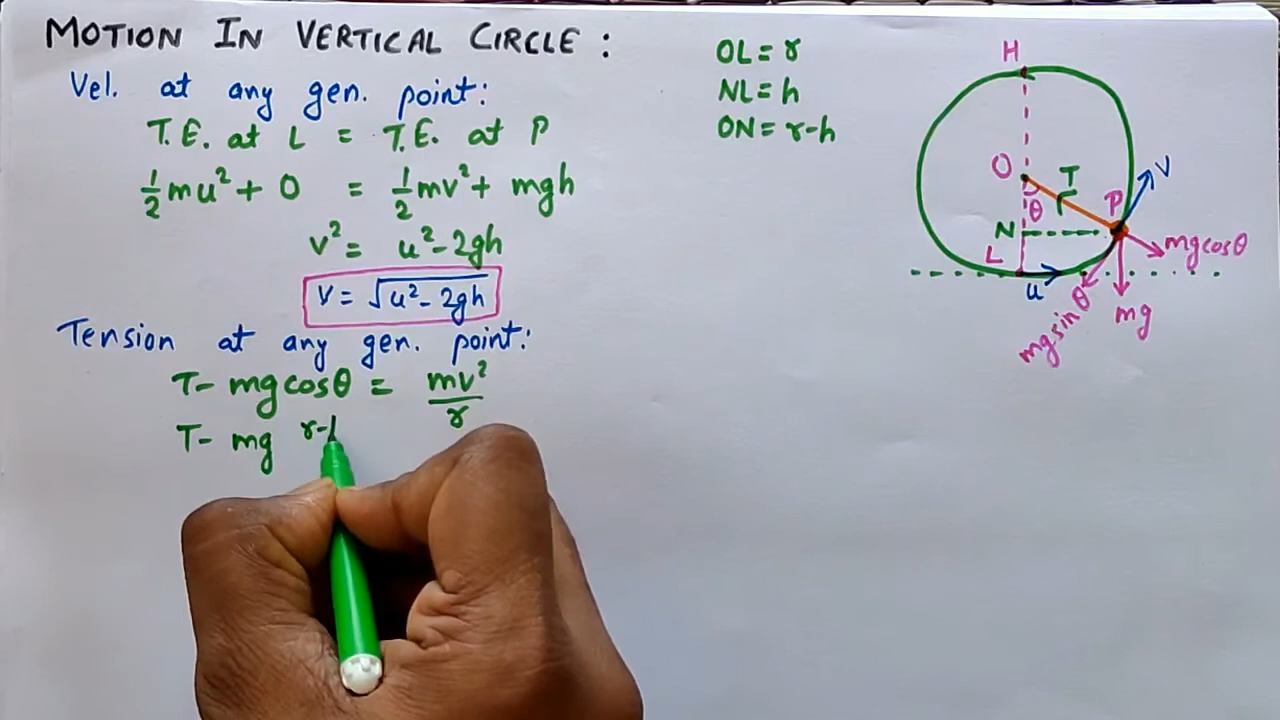 MOTION IN VERTICAL CIRCLE :
Vel. at any gen. point:
T.E. at L = T.E. at P
½mu² + 0 = ½mv² + mgh
v² = u² - 2gh
v = √u² - 2gh
Tension at any gen. point:
T - mg cosθ = mv²/r
T - mg r-
OL = r
NL = h
ON = r-h
H
O
T
V
P
θ
N
mg cosθ
L
u
mg sinθ
mg